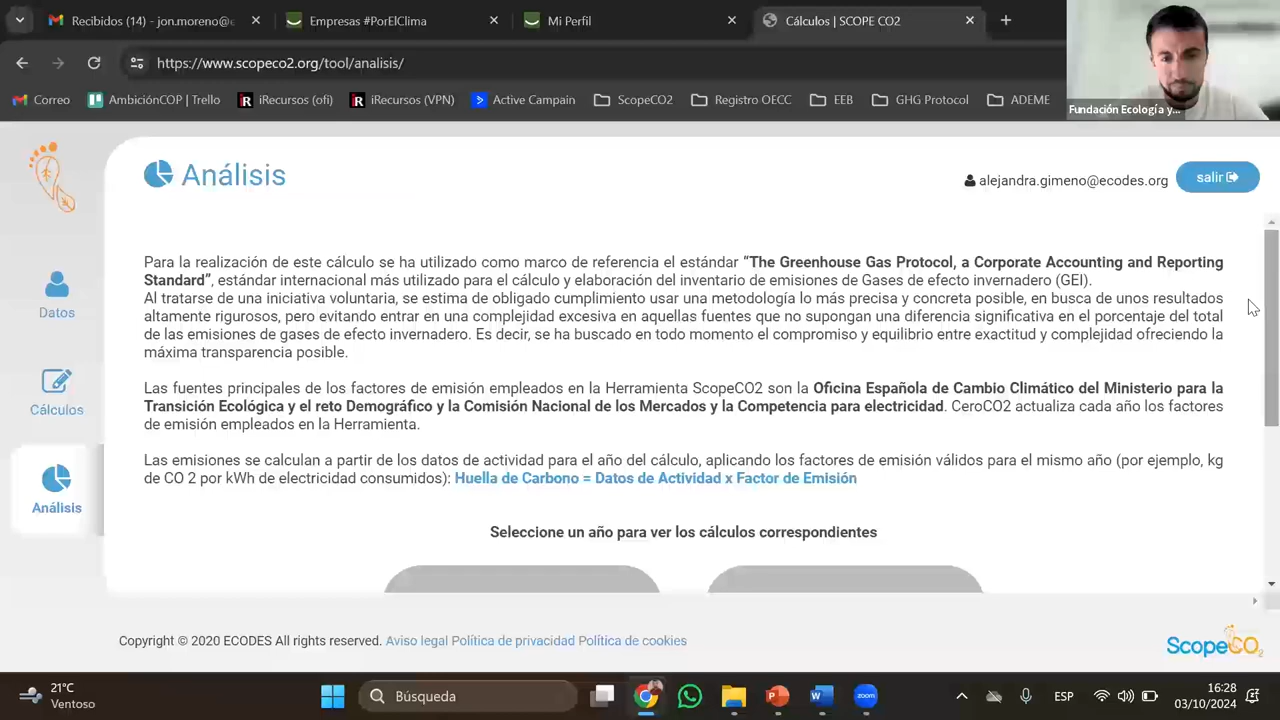 Recibidos (14) - jon.moreno@e
Empresas #PorElClima
Mi Perfil
Cálculos | SCOPE CO2
https://www.scopeco2.org/tool/analisis/
Correo
AmbiciónCOP | Trello
iRecursos (ofi)
iRecursos (VPN)
Active Campain
ScopeCO2
Registro OECC
EEB
GHG Protocol
ADEME
Fundación Ecología y...
Análisis
alejandra.gimeno@ecodes.org
salir
Para la realización de este cálculo se ha utilizado como marco de referencia el estándar “The Greenhouse Gas Protocol, a Corporate Accounting and Reporting
Standard”, estándar internacional más utilizado para el cálculo y elaboración del inventario de emisiones de Gases de efecto invernadero (GEI).
Al tratarse de una iniciativa voluntaria, se estima de obligado cumplimiento usar una metodología lo más precisa y concreta posible, en busca de unos resultados
altamente rigurosos, pero evitando entrar en una complejidad excesiva en aquellas fuentes que no supongan una diferencia significativa en el porcentaje del total
de las emisiones de gases de efecto invernadero. Es decir, se ha buscado en todo momento el compromiso y equilibrio entre exactitud y complejidad ofreciendo la
máxima transparencia posible.
Las fuentes principales de los factores de emisión empleados en la Herramienta ScopeCO2 son la Oficina Española de Cambio Climático del Ministerio para la
Transición Ecológica y el reto Demográfico y la Comisión Nacional de los Mercados y la Competencia para electricidad. CeroCO2 actualiza cada año los factores
de emisión empleados en la Herramienta.
Las emisiones se calculan a partir de los datos de actividad para el año del cálculo, aplicando los factores de emisión válidos para el mismo año (por ejemplo, kg
de CO 2 por kWh de electricidad consumidos): Huella de Carbono = Datos de Actividad x Factor de Emisión
Seleccione un año para ver los cálculos correspondientes
Datos
Cálculos
Análisis
Copyright © 2020 ECODES All rights reserved. Aviso legal Política de privacidad Política de cookies
ScopeCO2
21°C
Ventoso
Búsqueda
zoom
ESP
16:28
03/10/2024